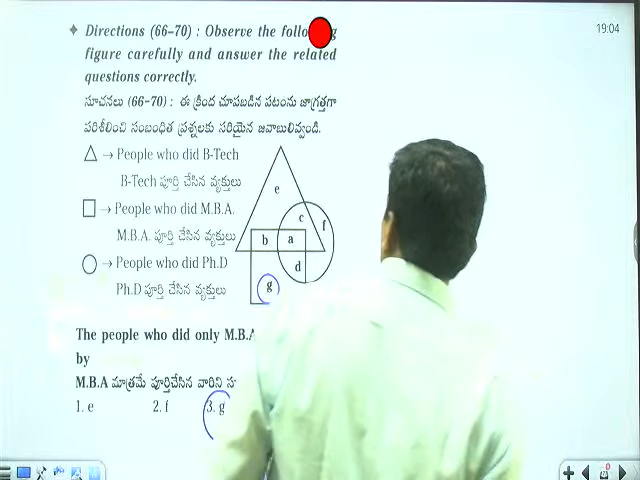 19:04
Directions (66-70) : Observe the
figure carefully and answer the related
questions correctly.
సూచనలు (66-70) : ఈ క్రింద చూపబడిన పటంను జాగ్రత్తగా
పరిశీలించి సంబంధిత ప్రశ్నలకు సరియైన జవాబులివ్వండి.
△ → People who did B-Tech
B-Tech పూర్తి చేసిన వ్యక్తులు
□ → People who did M.B.A.
M.B.A. పూర్తి చేసిన వ్యక్తులు
○ → People who did Ph.D
Ph.D పూర్తి చేసిన వ్యక్తులు
e
c
f
b
a
d
g
The people who did only M.B.A
by
M.B.A మాత్రమే పూర్తిచేసిన వారిని
1. e 2. f 3. g